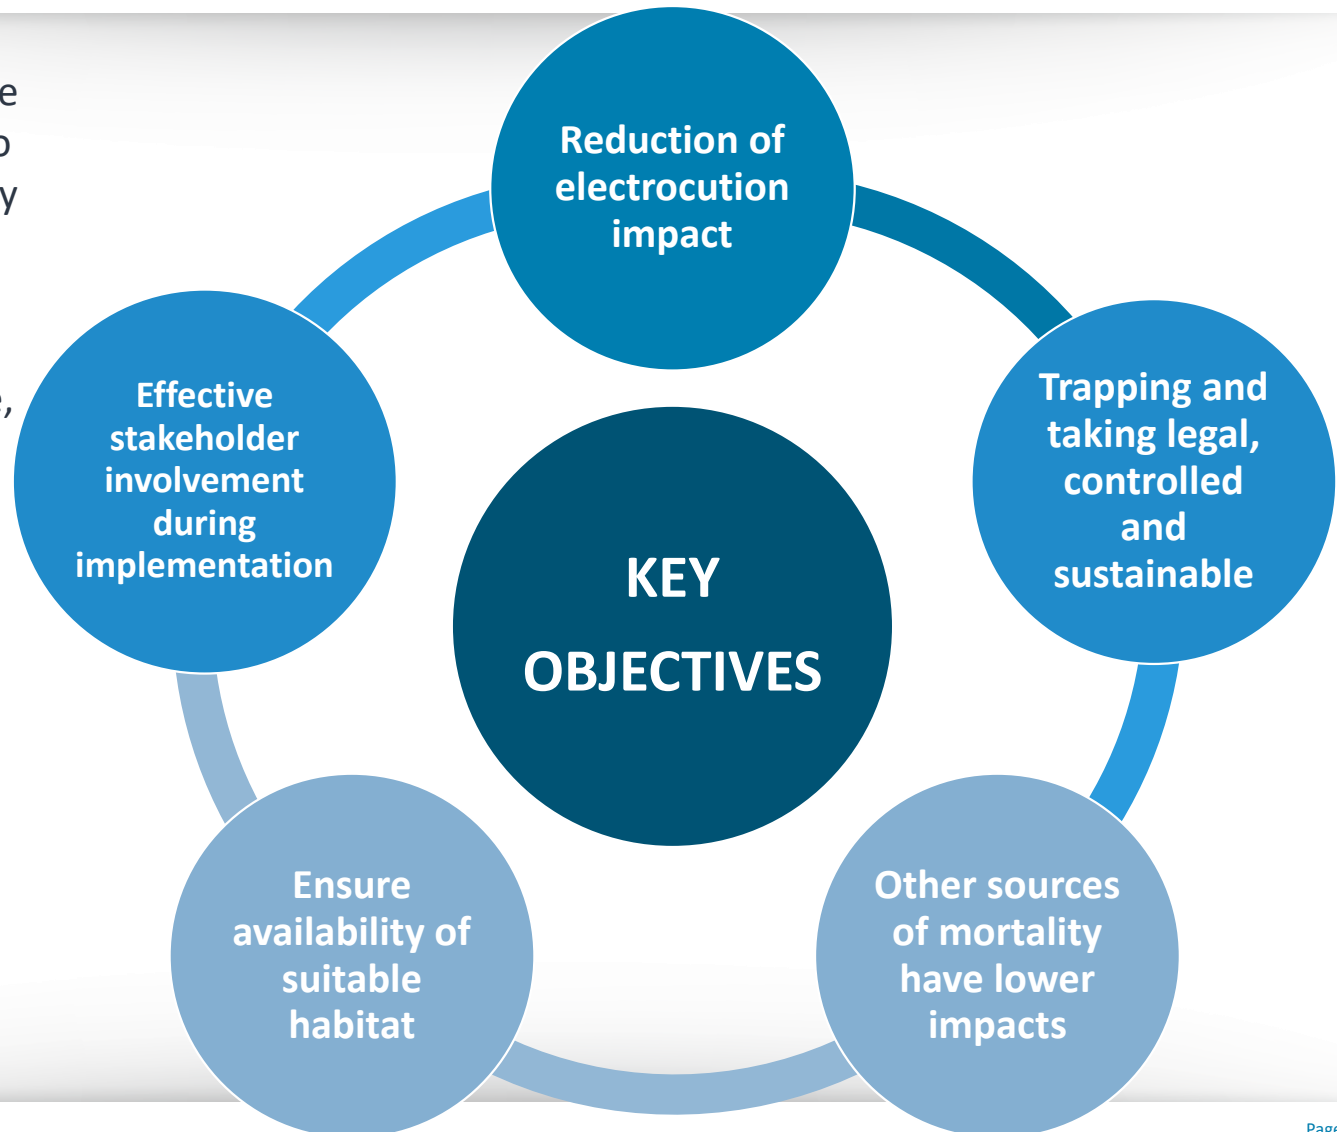 e
o
y
e,
Reduction of
electrocution
impact
Trapping and
taking legal,
controlled
and
sustainable
Other sources
of mortality
have lower
impacts
Ensure
availability of
suitable
habitat
Effective
stakeholder
involvement
during
implementation
KEY
OBJECTIVES
Page